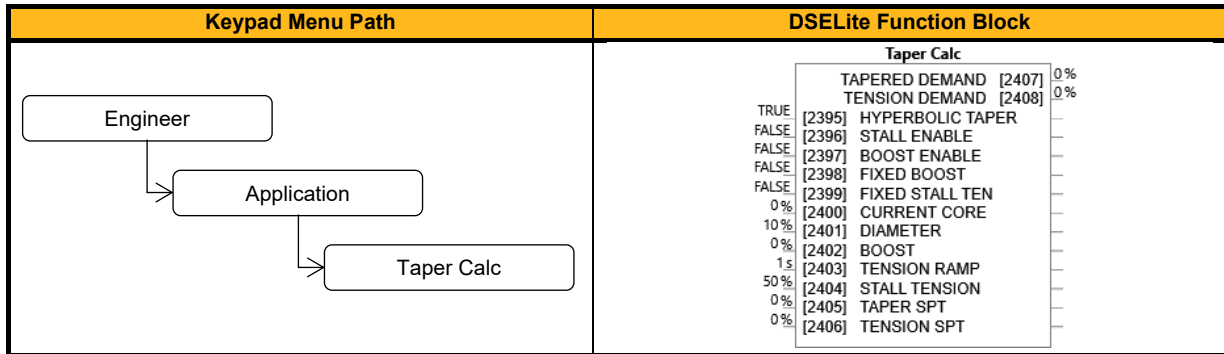 Keypad Menu Path
DSELite Function Block
Engineer
Application
Taper Calc
Taper Calc
TAPERED DEMAND [2407] 0 %
TENSION DEMAND [2408] 0 %
TRUE [2395] HYPERBOLIC TAPER
FALSE [2396] STALL ENABLE
FALSE [2397] BOOST ENABLE
FALSE [2398] FIXED BOOST
FALSE [2399] FIXED STALL TEN
0 % [2400] CURRENT CORE
10 % [2401] DIAMETER
0 % [2402] BOOST
1 s [2403] TENSION RAMP
50 % [2404] STALL TENSION
0 % [2405] TAPER SPT
0 % [2406] TENSION SPT